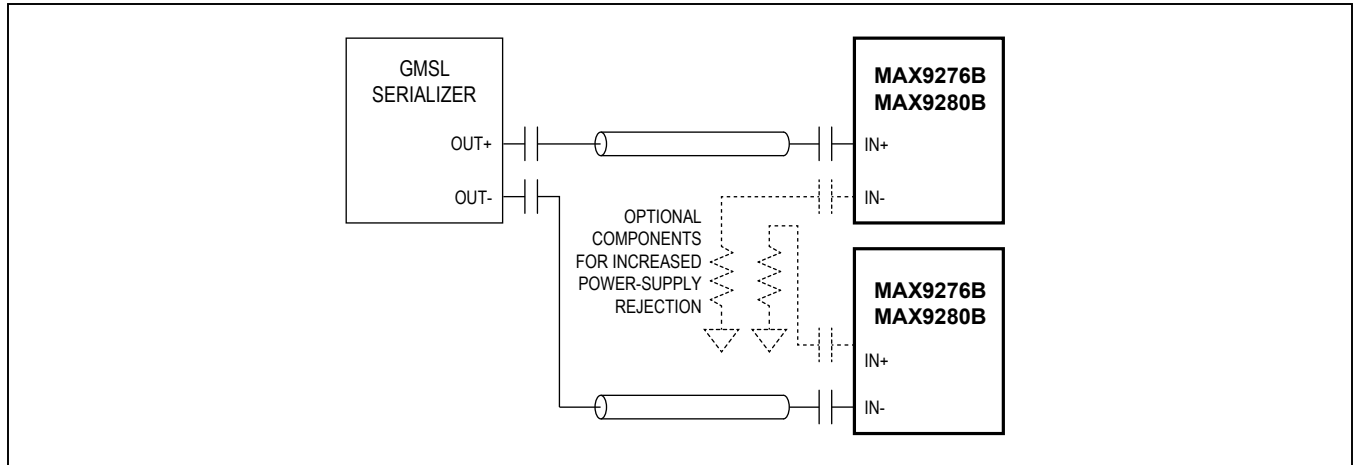 GMSL
SERIALIZER
OUT+
OUT-
MAX9276B
MAX9280B
IN+
IN-
OPTIONAL
COMPONENTS
FOR INCREASED
POWER-SUPPLY
REJECTION
MAX9276B
MAX9280B
IN+
IN-